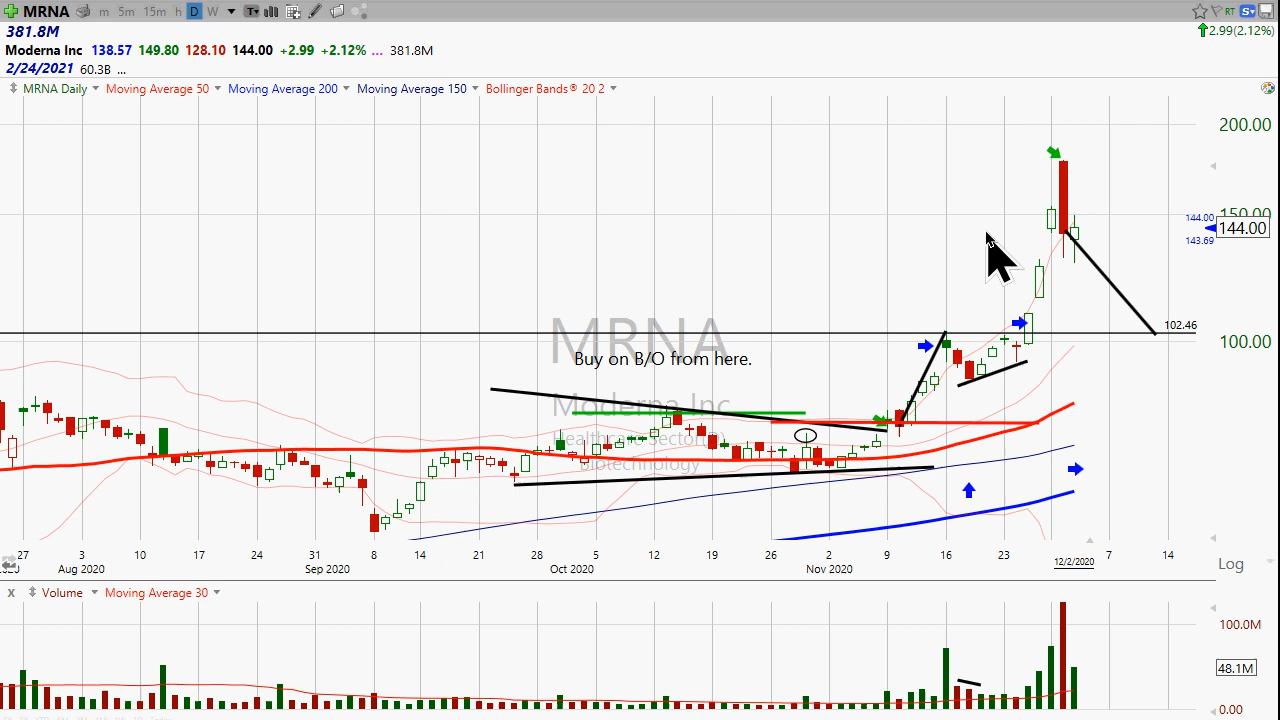 MRNA m 5m 15m h D W T
RT S
381.8M
2.99(2.12%)
Moderna Inc 138.57 149.80 128.10 144.00 +2.99 +2.12% ... 381.8M
2/24/2021 60.3B ...
MRNA Daily Moving Average 50 Moving Average 200 Moving Average 150 Bollinger Bands® 20 2
200.00
150.00
144.00
144.00
143.69
102.46
100.00
MRNA
Buy on B/O from here.
Moderna Inc
Healthcare Sector(D)
Biotechnology
27 3 10 17 24 31 8 14 21 28 5 12 19 26 2 9 16 23 7 14
Aug 2020 Sep 2020 Oct 2020 Nov 2020 12/2/2020
Log
X Volume Moving Average 30
100.0M
48.1M
0.00